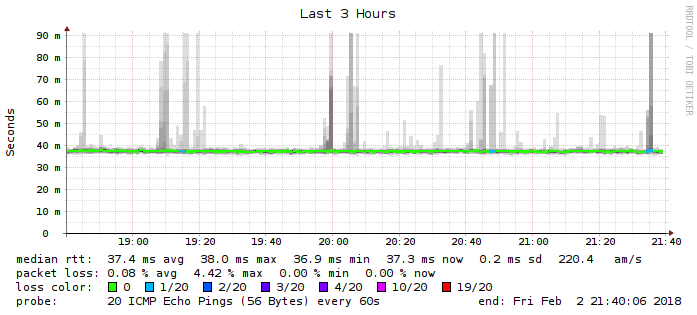 Last 3 Hours
RRDTOOL / TOBI OETIKER
Seconds
90 m
80 m
70 m
60 m
50 m
40 m
30 m
20 m
10 m
0
19:00 19:20 19:40 20:00 20:20 20:40 21:00 21:20 21:40
median rtt: 37.4 ms avg 38.0 ms max 36.9 ms min 37.3 ms now 0.2 ms sd 220.4 am/s
packet loss: 0.08 % avg 4.42 % max 0.00 % min 0.00 % now
loss color: 0 1/20 2/20 3/20 4/20 10/20 19/20
probe: 20 ICMP Echo Pings (56 Bytes) every 60s end: Fri Feb 2 21:40:06 2018